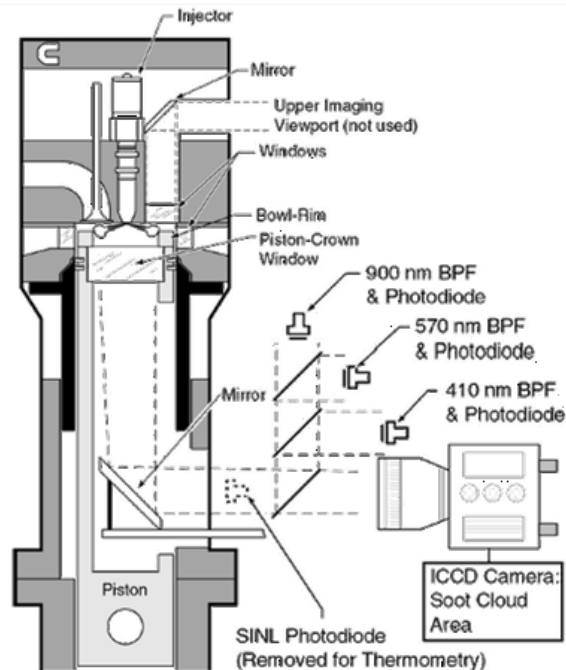 Injector
Mirror
Upper Imaging
Viewport (not used)
Windows
Bowl-Rim
Piston-Crown
Window
900 nm BPF
& Photodiode
570 nm BPF
& Photodiode
410 nm BPF
& Photodiode
Mirror
ICCD Camera:
Soot Cloud
Area
Piston
SINL Photodiode
(Removed for Thermometry)